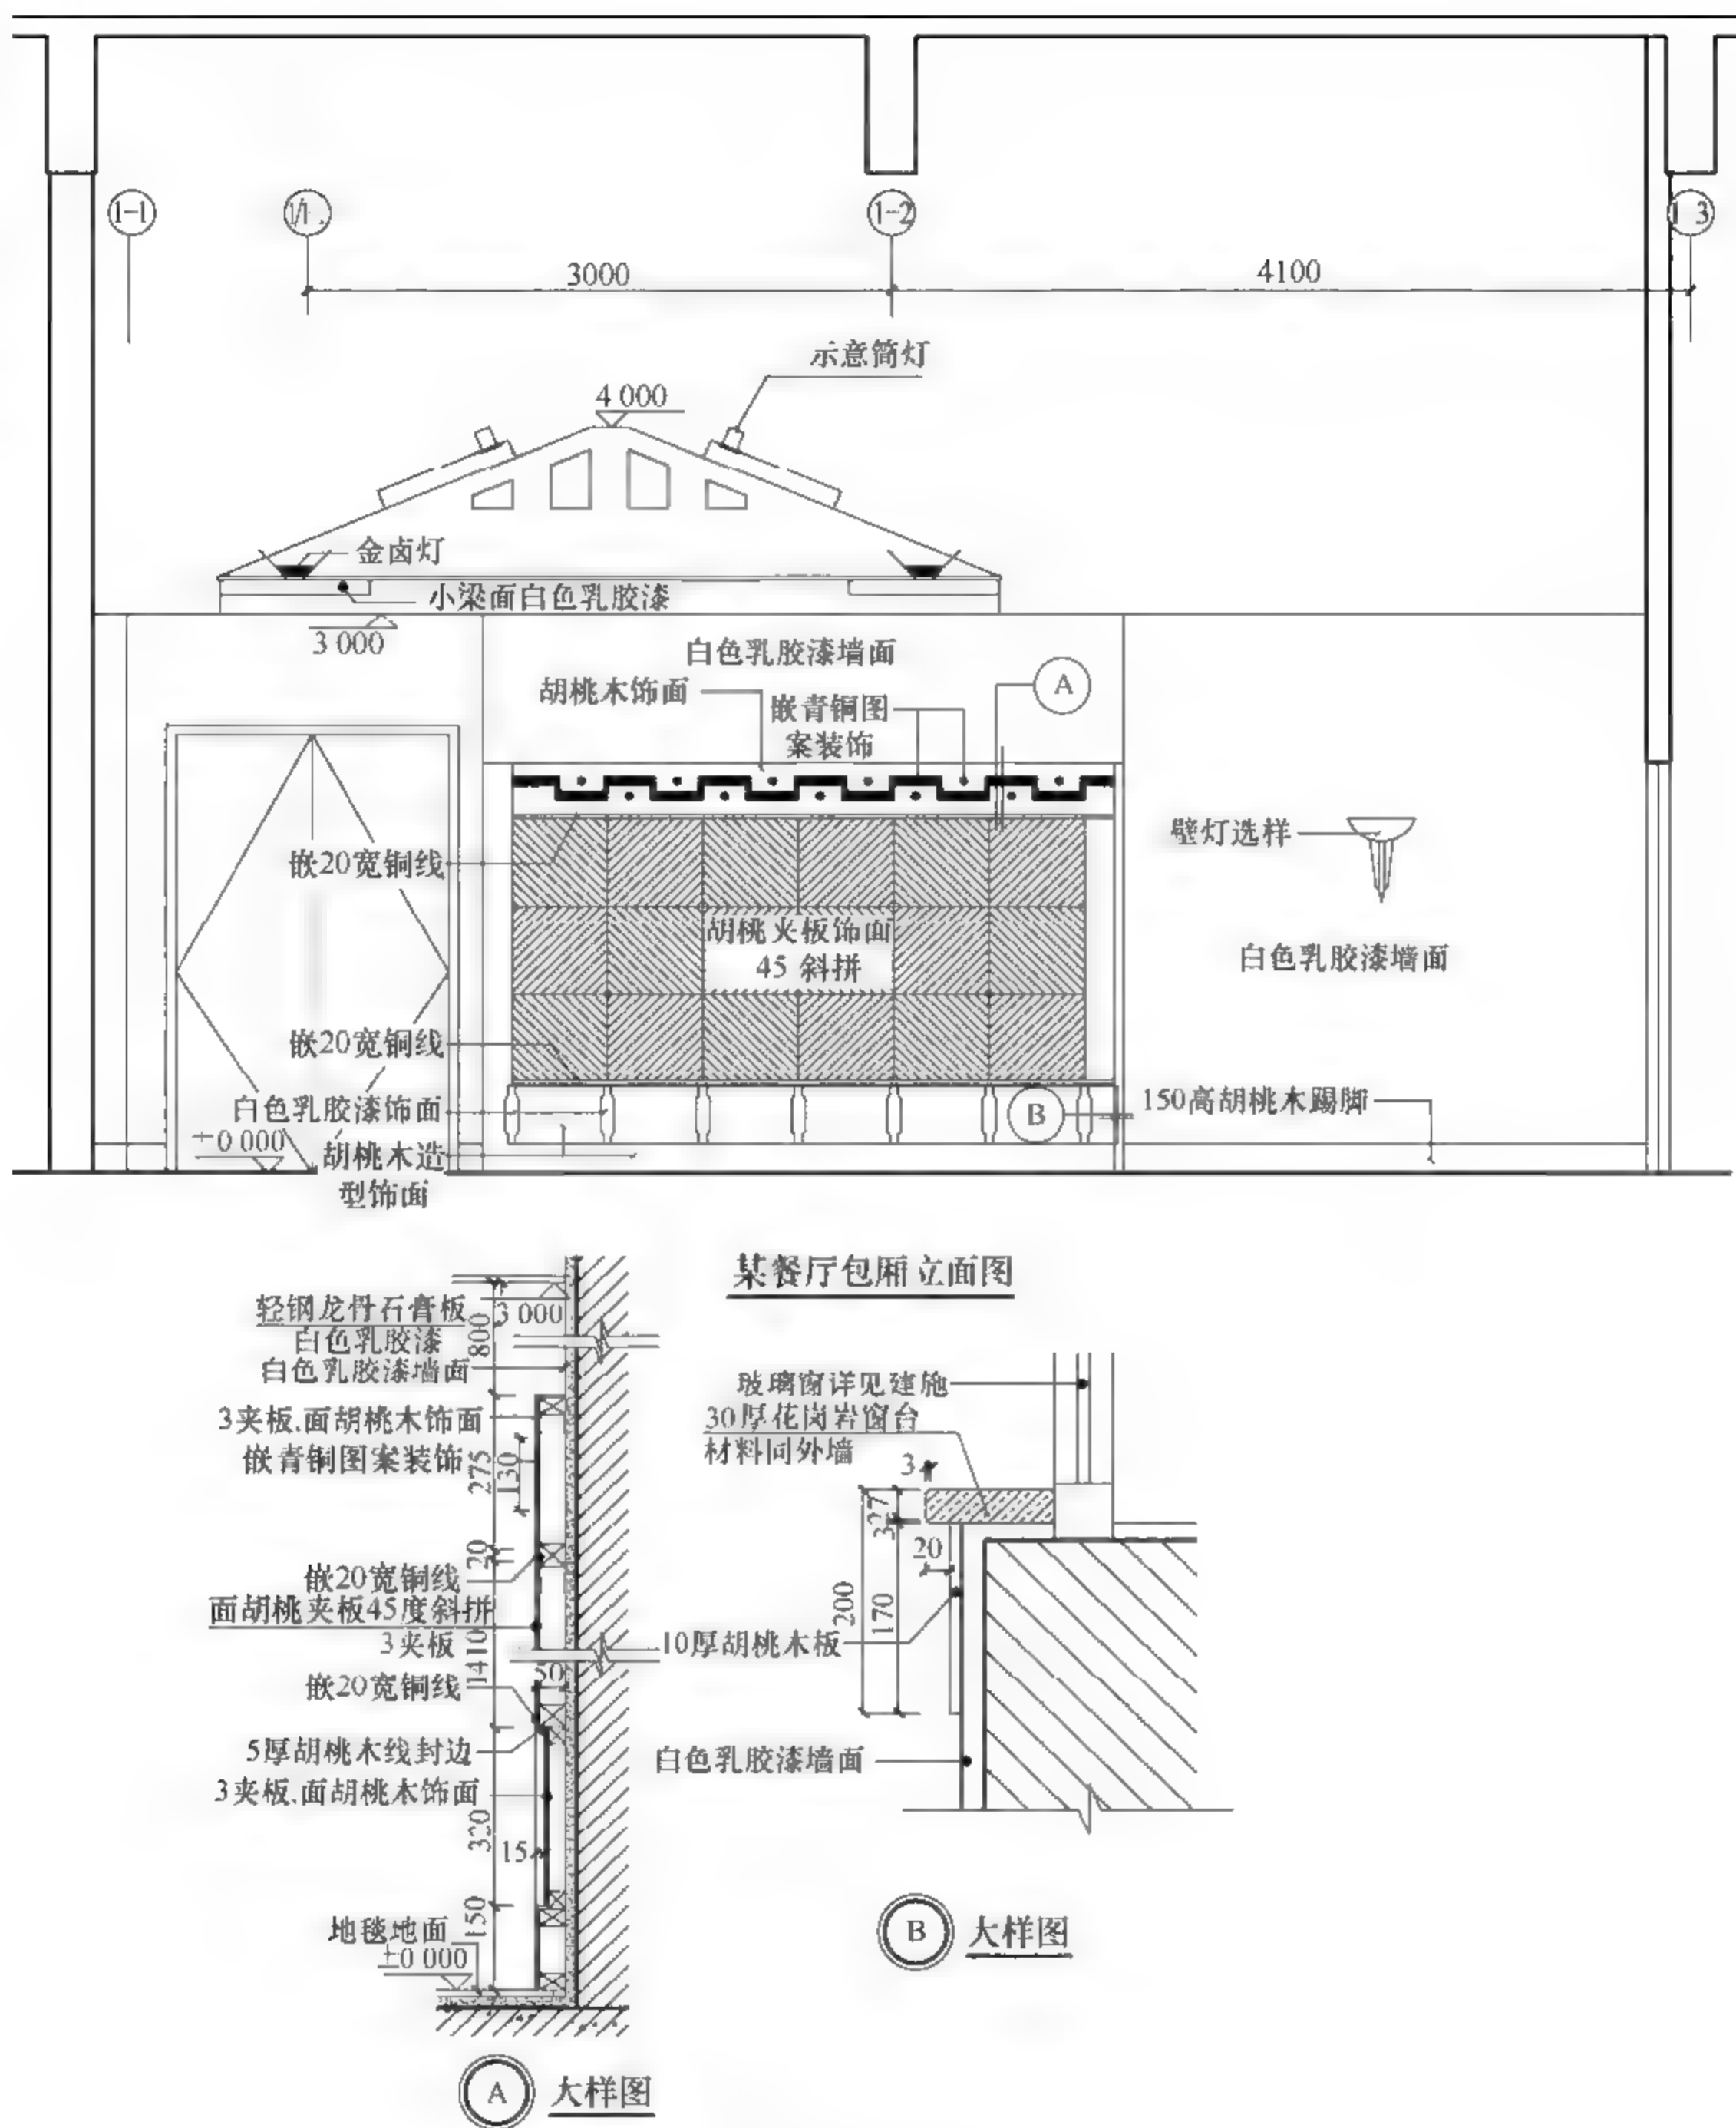 1-1
1-2
1 3
3000
4100
示意筒灯
4 000
金卤灯
小梁面白色乳胶漆
3 000
白色乳胶漆墙面
胡桃木饰面
A
嵌青铜图
案装饰
壁灯选样
嵌20宽铜线
胡桃夹板饰面
45 斜拼
白色乳胶漆墙面
嵌20宽铜线
白色乳胶漆饰面
B
150高胡桃木踢脚
±0 000
胡桃木造
型饰面
某餐厅包厢立面图
轻钢龙骨石膏板
3 000
白色乳胶漆
800
白色乳胶漆墙面
3夹板,面胡桃木饰面
嵌青铜图案装饰
275
130
20
嵌20宽铜线
面胡桃夹板45度斜拼
3夹板
1410
50
嵌20宽铜线
5厚胡桃木线封边
3夹板,面胡桃木饰面
320
15
150
地毯地面
±0 000
A 大样图
玻璃窗详见建施
30厚花岗岩窗台
材料同外墙
3
327
20
200
170
10厚胡桃木板
白色乳胶漆墙面
B 大样图